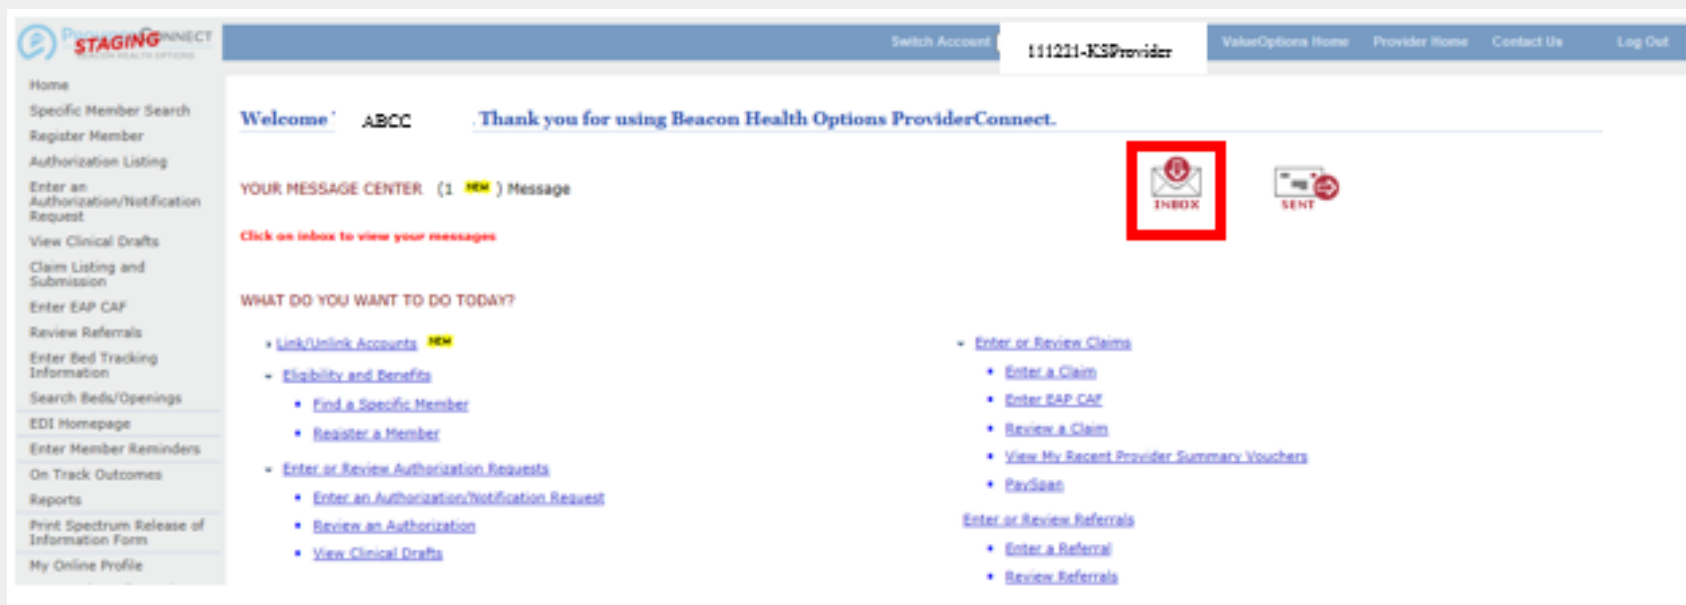 PROVIDERCONNECT
STAGING
BEACON HEALTH OPTIONS
Switch Account
111221-KSProvider
ValueOptions Home
Provider Home
Contact Us
Log Out
Home
Specific Member Search
Register Member
Authorization Listing
Enter an
Authorization/Notification
Request
View Clinical Drafts
Claim Listing and
Submission
Enter EAP CAF
Review Referrals
Enter Bed Tracking
Information
Search Beds/Openings
EDI Homepage
Enter Member Reminders
On Track Outcomes
Reports
Print Spectrum Release of
Information Form
My Online Profile
Welcome ABCC . Thank you for using Beacon Health Options ProviderConnect.
YOUR MESSAGE CENTER (1 NEW ) Message
INBOX
SENT
Click on inbox to view your messages
WHAT DO YOU WANT TO DO TODAY?
Link/Unlink Accounts NEW
Eligibility and Benefits
Find a Specific Member
Register a Member
Enter or Review Authorization Requests
Enter an Authorization/Notification Request
Review an Authorization
View Clinical Drafts
Enter or Review Claims
Enter a Claim
Enter EAP CAF
Review a Claim
View My Recent Provider Summary Vouchers
PaySpan
Enter or Review Referrals
Enter a Referral
Review Referrals